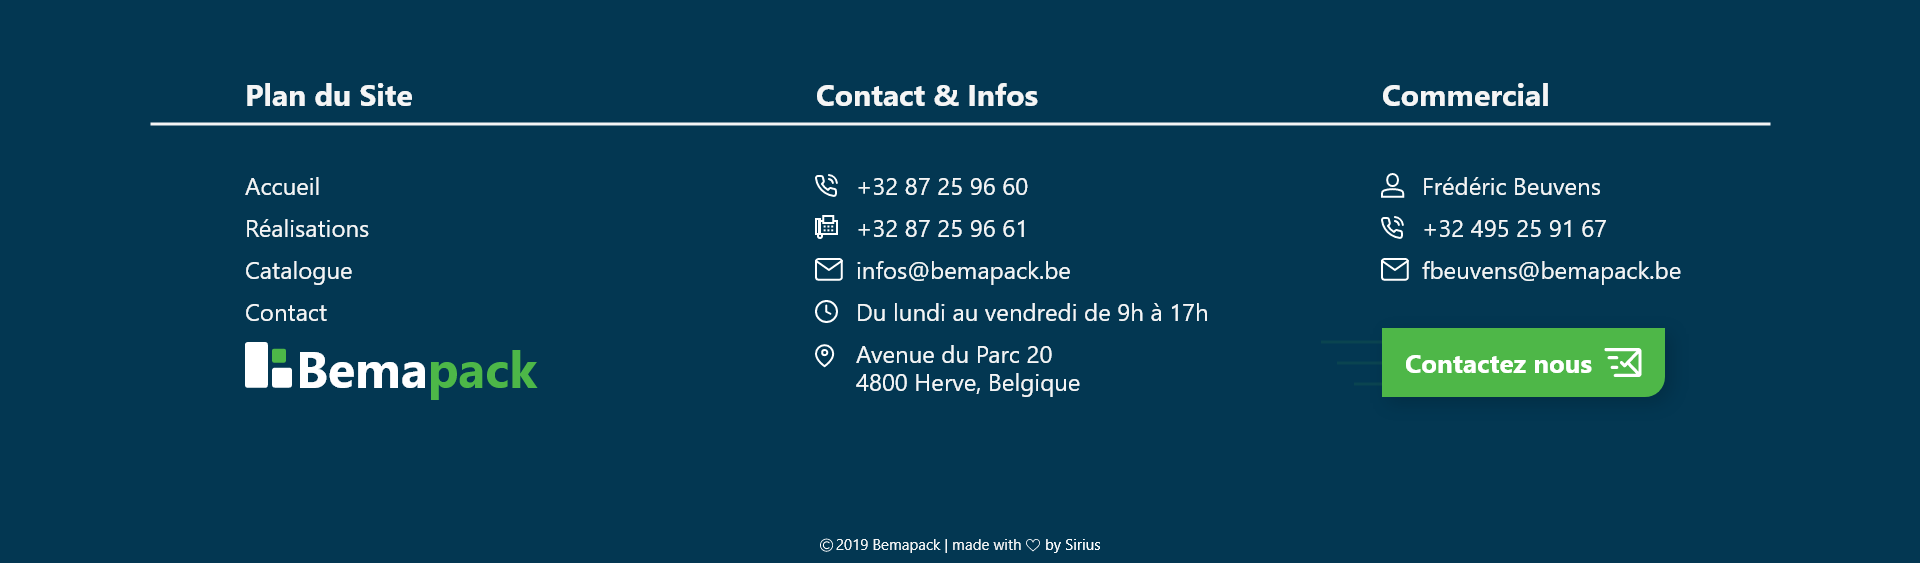 Plan du Site
Accueil
Réalisations
Catalogue
Contact
Bemapack
Contact & Infos
+32 87 25 96 60
+32 87 25 96 61
infos@bemapack.be
Du lundi au vendredi de 9h à 17h
Avenue du Parc 20
4800 Herve, Belgique
Commercial
Frédéric Beuvens
+32 495 25 91 67
fbeuvens@bemapack.be
Contactez nous
© 2019 Bemapack | made with ♡ by Sirius